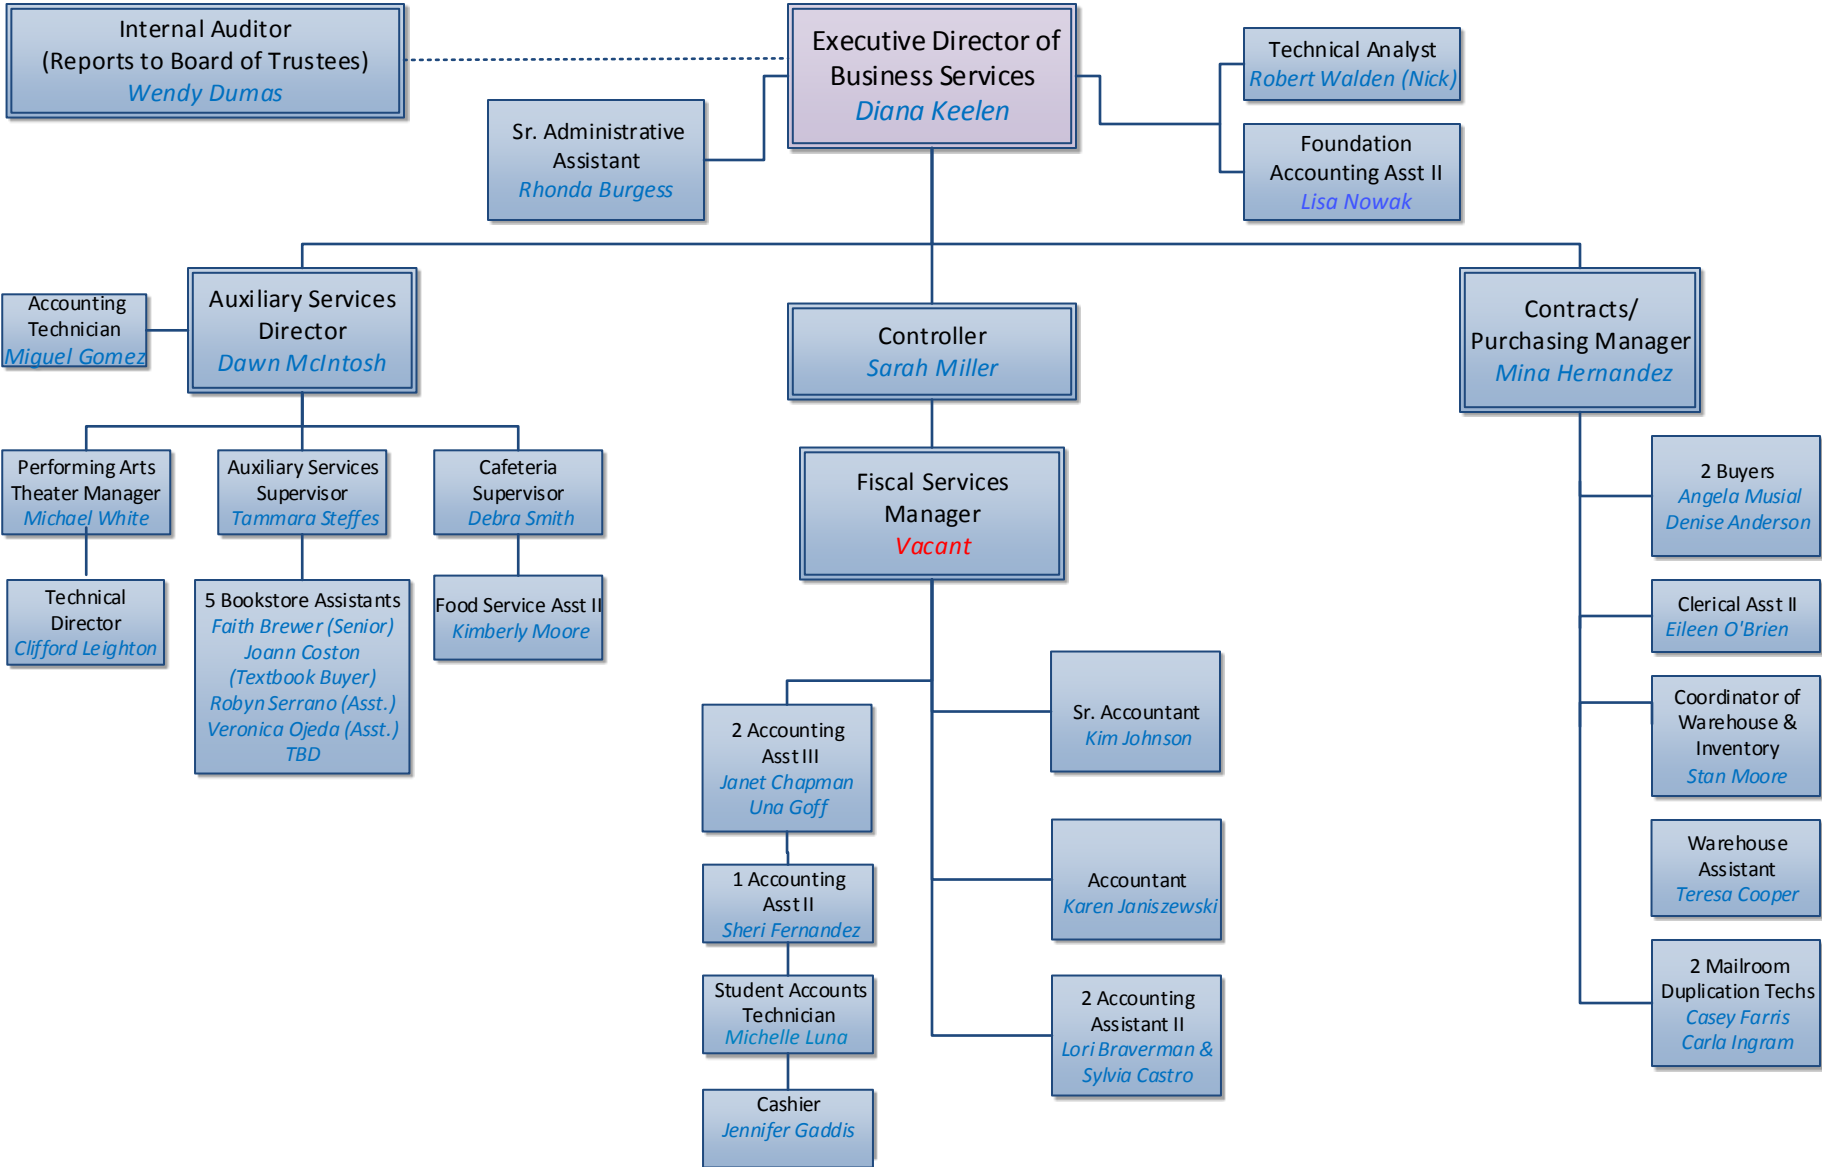 Internal Auditor
(Reports to Board of Trustees)
Wendy Dumas
Executive Director of
Business Services
Diana Keelen
Technical Analyst
Robert Walden (Nick)
Sr. Administrative
Assistant
Rhonda Burgess
Foundation
Accounting Asst II
Lisa Nowak
Accounting
Technician
Miguel Gomez
Auxiliary Services
Director
Dawn McIntosh
Controller
Sarah Miller
Contracts/
Purchasing Manager
Mina Hernandez
Performing Arts
Theater Manager
Michael White
Auxiliary Services
Supervisor
Tammara Steffes
Cafeteria
Supervisor
Debra Smith
Technical
Director
Clifford Leighton
5 Bookstore Assistants
Faith Brewer (Senior)
Joann Coston
(Textbook Buyer)
Robyn Serrano (Asst.)
Veronica Ojeda (Asst.)
TBD
Food Service Asst II
Kimberly Moore
Fiscal Services
Manager
Vacant
2 Accounting
Asst III
Janet Chapman
Una Goff
1 Accounting
Asst II
Sheri Fernandez
Student Accounts
Technician
Michelle Luna
Cashier
Jennifer Gaddis
Sr. Accountant
Kim Johnson
Accountant
Karen Janiszewski
2 Accounting
Assistant II
Lori Braverman &
Sylvia Castro
2 Buyers
Angela Musial
Denise Anderson
Clerical Asst II
Eileen O'Brien
Coordinator of
Warehouse &
Inventory
Stan Moore
Warehouse
Assistant
Teresa Cooper
2 Mailroom
Duplication Techs
Casey Farris
Carla Ingram